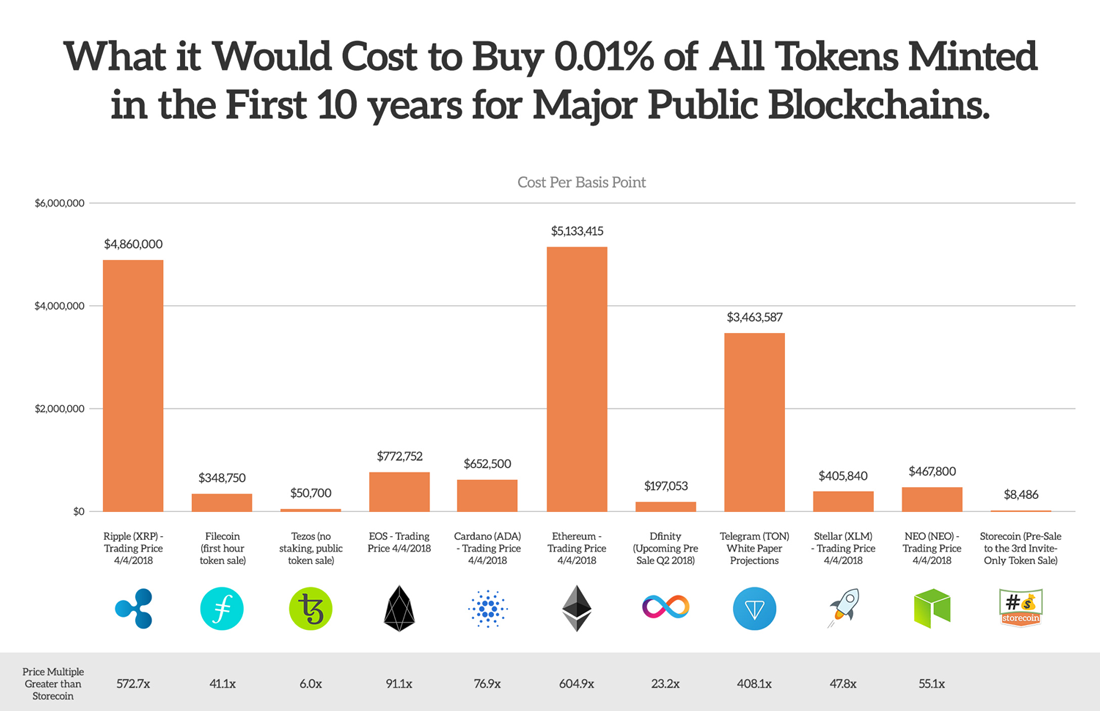 What it Would Cost to Buy 0.01% of All Tokens Minted
in the First 10 years for Major Public Blockchains.
Cost Per Basis Point
$6,000,000
$4,000,000
$2,000,000
$0
$4,860,000
$348,750
$50,700
$772,752
$652,500
$5,133,415
$197,053
$3,463,587
$405,840
$467,800
$8,486
Ripple (XRP) -
Trading Price
4/4/2018
Filecoin
(first hour
token sale)
Tezos (no
staking, public
token sale)
EOS - Trading
Price 4/4/2018
Cardano (ADA)
- Trading Price
4/4/2018
Ethereum -
Trading Price
4/4/2018
Dfinity
(Upcoming Pre
Sale Q2 2018)
Telegram (TON)
White Paper
Projections
Stellar (XLM)
- Trading Price
4/4/2018
NEO (NEO) -
Trading Price
4/4/2018
Storecoin (Pre-Sale
to the 3rd Invite-
Only Token Sale)
#
storecoin
Price Multiple
Greater than
Storecoin
572.7x
41.1x
6.0x
91.1x
76.9x
604.9x
23.2x
408.1x
47.8x
55.1x